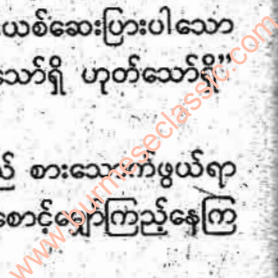 ယစ်ဆေးပြားပါသော
သော်ရှိ ဟုတ်သော်ရှိ"
ည် စားသောက်ဖွယ်ရာ
စောင့်မျှော်ကြည့်နေကြ
www.burmeseclassic.com